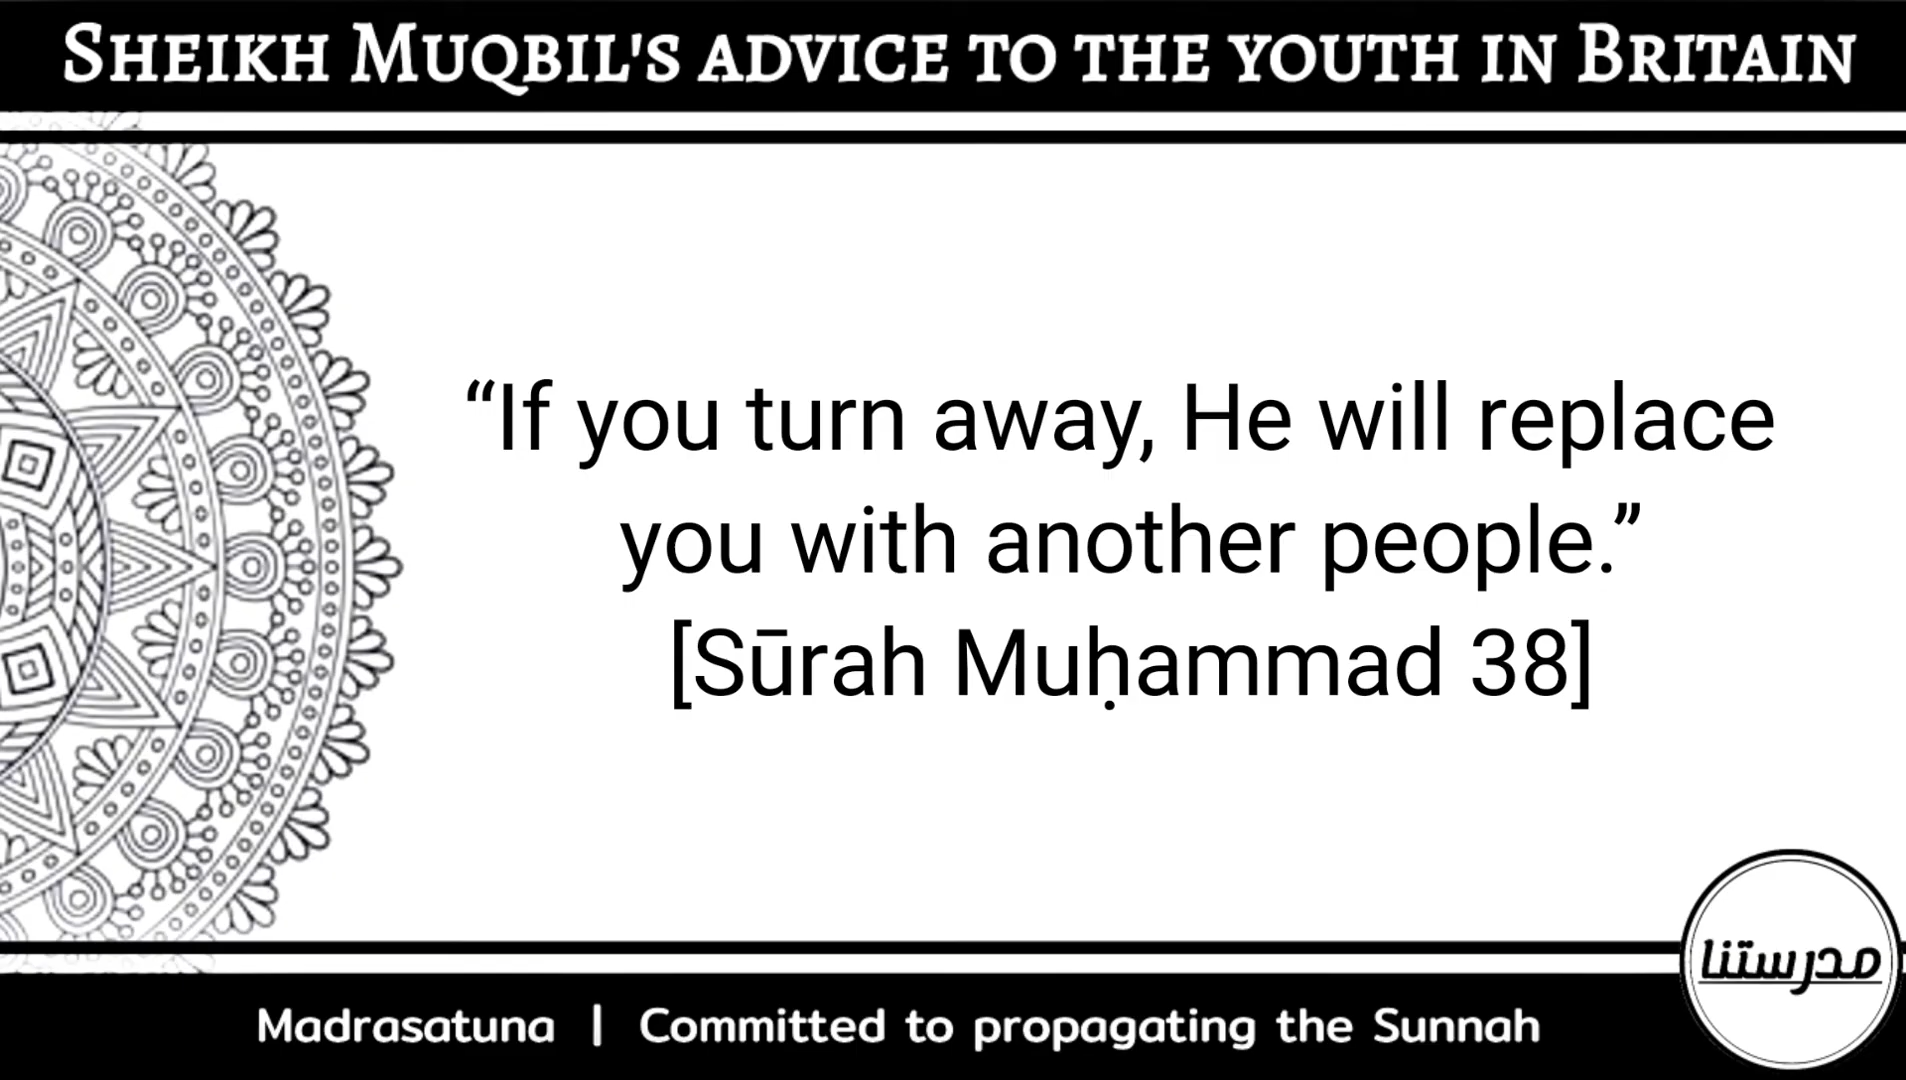 Sheikh Muqbil's advice to the youth in Britain
“If you turn away, He will replace
you with another people.”
[Sūrah Muḥammad 38]
مدرستنا
Madrasatuna | Committed to propagating the Sunnah